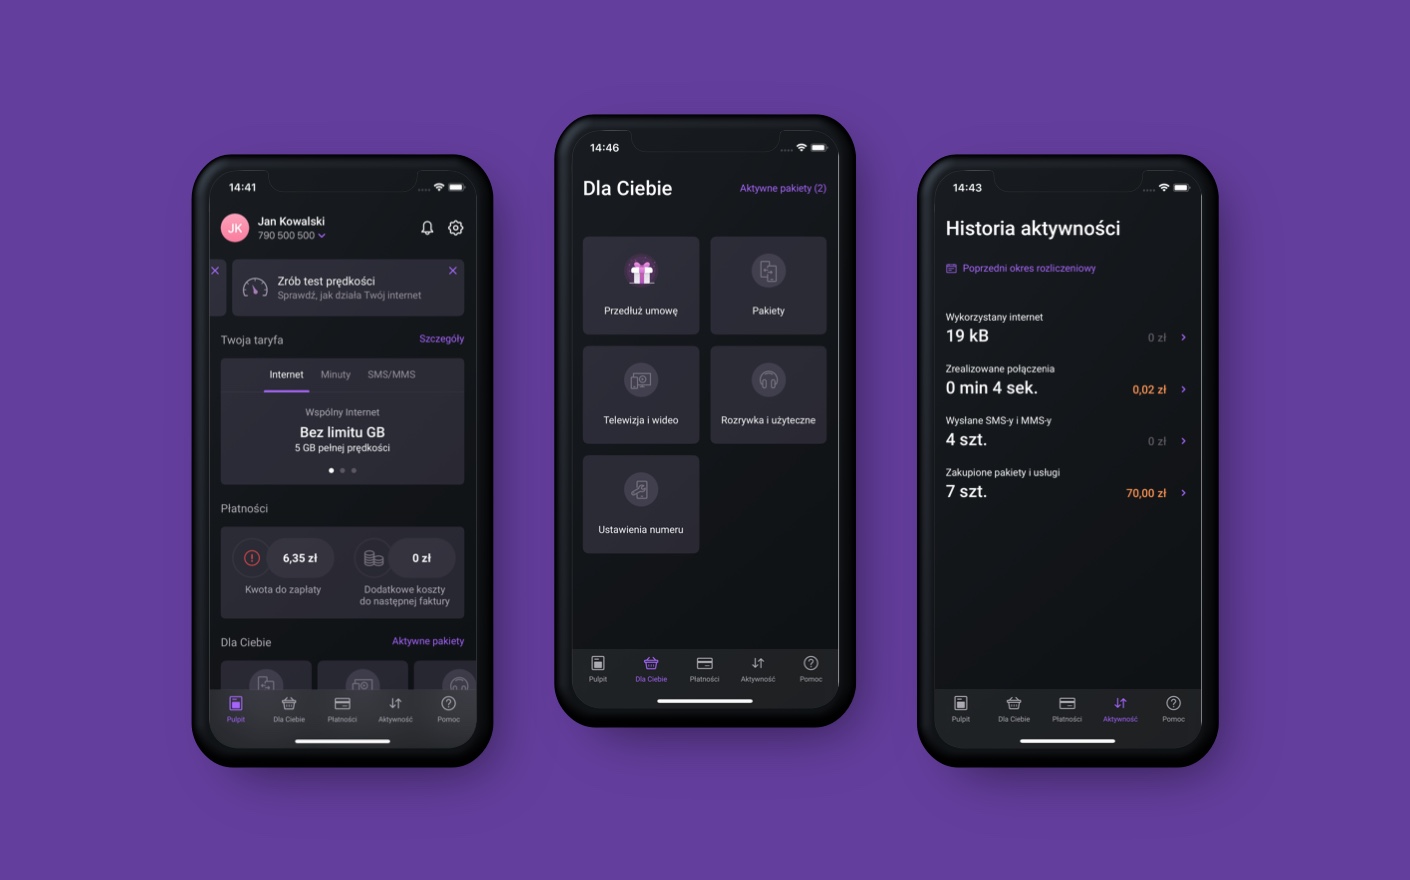 14:41
JK
Jan Kowalski
790 500 500
Zrób test prędkości
Sprawdź, jak działa Twój internet
Twoja taryfa
Szczegóły
Internet
Minuty
SMS/MMS
Wspólny Internet
Bez limitu GB
5 GB pełnej prędkości
Płatności
6,35 zł
0 zł
Kwota do zapłaty
Dodatkowe koszty
do następnej faktury
Dla Ciebie
Aktywne pakiety
Pulpit
Dla Ciebie
Płatności
Aktywność
Pomoc
14:46
Dla Ciebie
Aktywne pakiety (2)
Przedłuż umowę
Pakiety
Telewizja i wideo
Rozrywka i użyteczne
Ustawienia numeru
Pulpit
Dla Ciebie
Płatności
Aktywność
Pomoc
14:43
Historia aktywności
Poprzedni okres rozliczeniowy
Wykorzystany internet
19 kB
0 zł
Zrealizowane połączenia
0 min 4 sek.
0,02 zł
Wysłane SMS-y i MMS-y
4 szt.
0 zł
Zakupione pakiety i usługi
7 szt.
70,00 zł
Pulpit
Dla Ciebie
Płatności
Aktywność
Pomoc